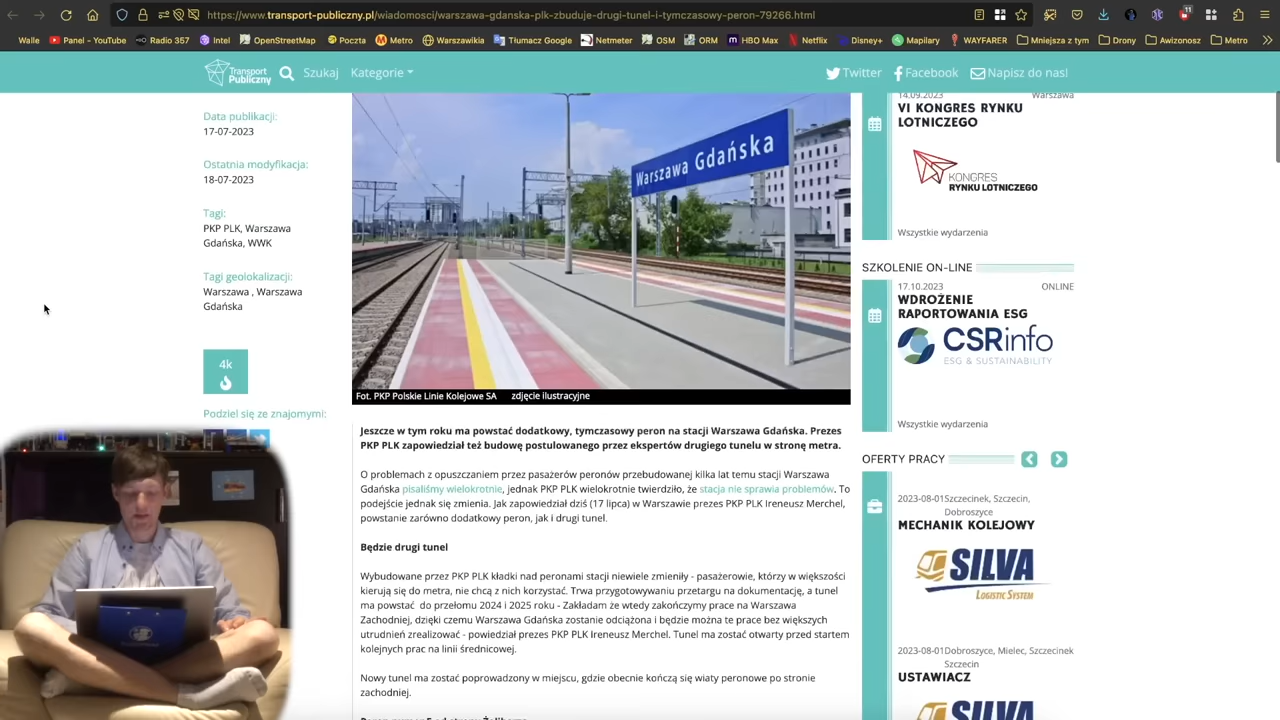 https://www.transport-publiczny.pl/wiadomosci/warszawa-gdanska-pkp-plk-zbuduje-drugi-tunel-i-tymczasowy-peron-79266.html
11
Walle
Panel - YouTube
Radio 357
Intel
OpenStreetMap
Poczta
Metro
Warszawikia
Tłumacz Google
Netmeter
OSM
ORM
HBO Max
Netflix
Disney+
Mapilary
WAYFARER
Mniejsza z tym
Drony
Awizonosz
Metro
Transport
Publiczny
Szukaj
Kategorie
Twitter
Facebook
Napisz do nas!
Data publikacji:
17-07-2023
Ostatnia modyfikacja:
18-07-2023
Tagi:
PKP PLK, Warszawa
Gdańska, WWK
Tagi geolokalizacji:
Warszawa , Warszawa
Gdańska
4k
Podziel się ze znajomymi:
Warszawa Gdańska
Fot. PKP Polskie Linie Kolejowe SA zdjęcie ilustracyjne
Jeszcze w tym roku ma powstać dodatkowy, tymczasowy peron na stacji Warszawa Gdańska. Prezes
PKP PLK zapowiedział też budowę postulowanego przez ekspertów drugiego tunelu w stronę metra.
O problemach z opuszczaniem przez pasażerów peronów przebudowanej kilka lat temu stacji Warszawa
Gdańska pisaliśmy wielokrotnie, jednak PKP PLK wielokrotnie twierdziło, że stacja nie sprawia problemów. To
podejście jednak się zmienia. Jak zapowiedział dziś (17 lipca) w Warszawie prezes PKP PLK Ireneusz Merchel,
powstanie zarówno dodatkowy peron, jak i drugi tunel.
Będzie drugi tunel
Wybudowane przez PKP PLK kładki nad peronami stacji niewiele zmieniły - pasażerowie, którzy w większości
kierują się do metra, nie chcą z nich korzystać. Trwa przygotowywaniu przetargu na dokumentację, a tunel
ma powstać do przełomu 2024 i 2025 roku - Zakładam że wtedy zakończymy prace na Warszawa
Zachodniej, dzięki czemu Warszawa Gdańska zostanie odciążona i będzie można te prace bez większych
utrudnień zrealizować - powiedział prezes PKP PLK Ireneusz Merchel. Tunel ma zostać otwarty przed startem
kolejnych prac na linii średnicowej.
Nowy tunel ma zostać poprowadzony w miejscu, gdzie obecnie kończą się wiaty peronowe po stronie
zachodniej.
14.09.2023 Warszawa
VI KONGRES RYNKU
LOTNICZEGO
KONGRES
RYNKU LOTNICZEGO
Wszystkie wydarzenia
SZKOLENIE ON-LINE
17.10.2023 ONLINE
WDROŻENIE
RAPORTOWANIA ESG
CSRinfo
ESG & SUSTAINABILITY
Wszystkie wydarzenia
OFERTY PRACY
2023-08-01Szczecinek, Szczecin,
Dobroszyce
MECHANIK KOLEJOWY
SILVA
LOGISTIC SYSTEM
2023-08-01Dobroszyce, Mielec, Szczecinek
Szczecin
USTAWIACZ
SILVA